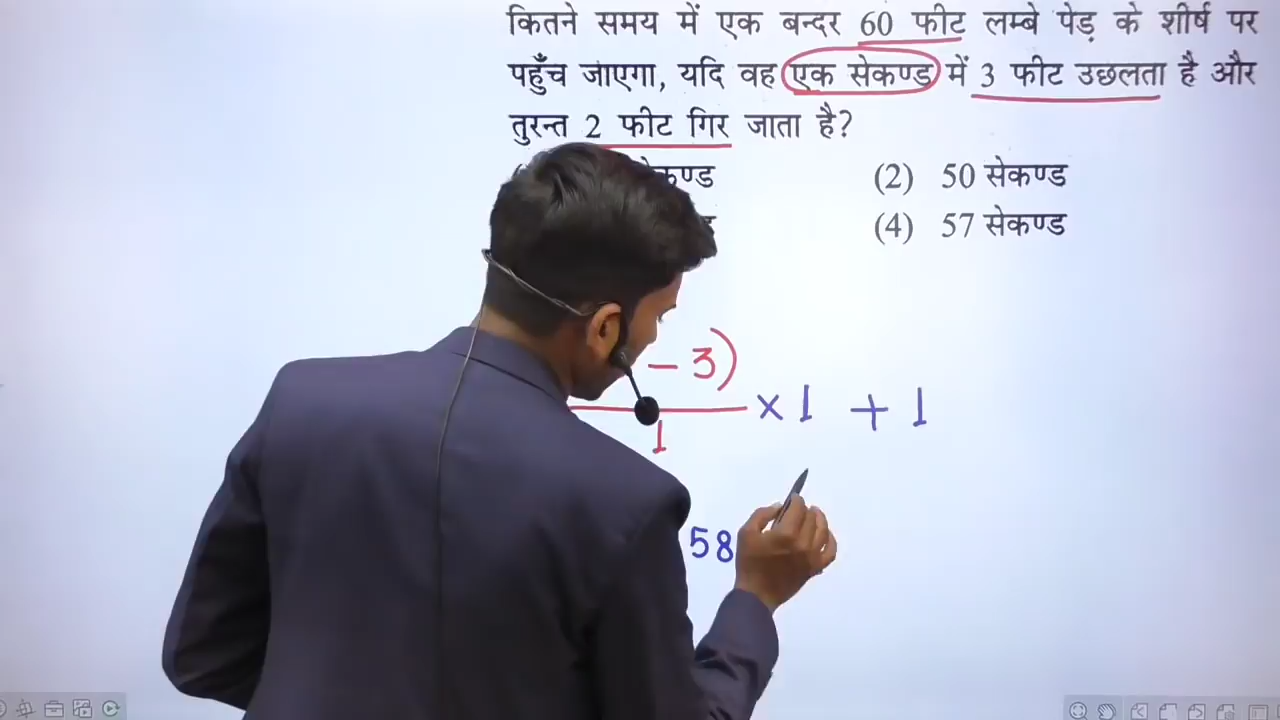 कितने समय में एक बन्दर 60 फीट लम्बे पेड़ के शीर्ष पर
पहुँच जाएगा, यदि वह एक सेकण्ड में 3 फीट उछलता है और
तुरन्त 2 फीट गिर जाता है?
(2) 50 सेकण्ड
(4) 57 सेकण्ड
− 3)
1
× 1 + 1
58